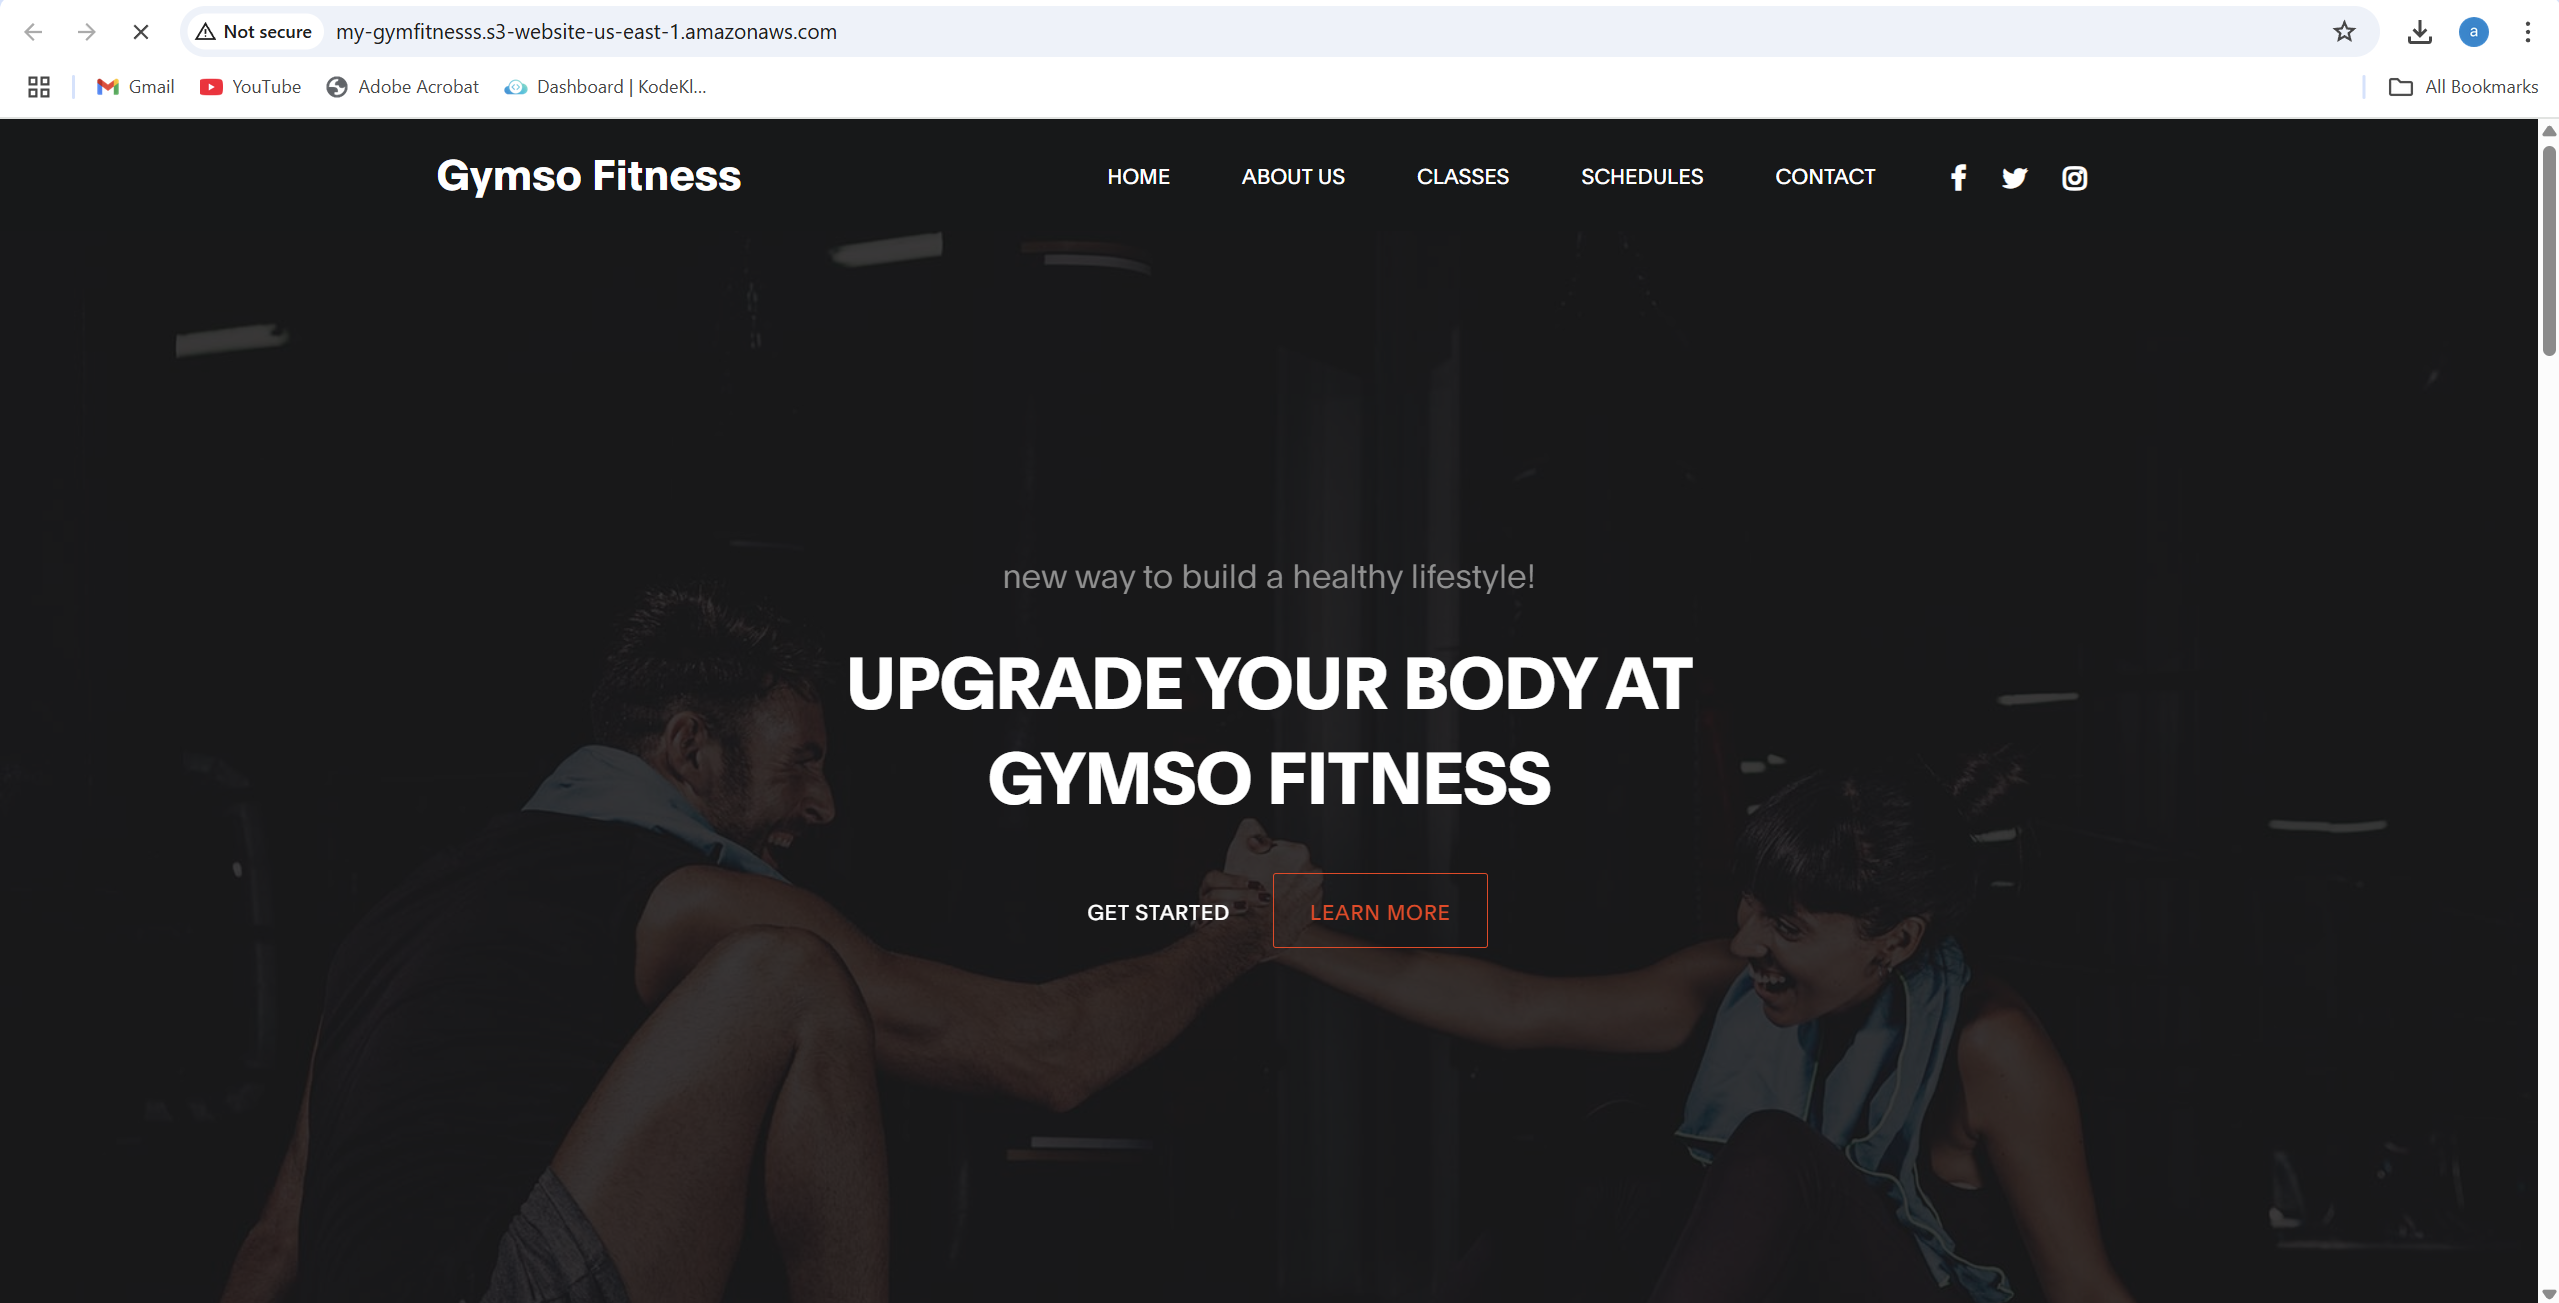 Not secure my-gymfitnesss.s3-website-us-east-1.amazonaws.com a
Gmail YouTube Adobe Acrobat Dashboard | KodeKl... All Bookmarks
Gymso Fitness HOME ABOUT US CLASSES SCHEDULES CONTACT
new way to build a healthy lifestyle!
UPGRADE YOUR BODY AT
GYMSO FITNESS
GET STARTED LEARN MORE